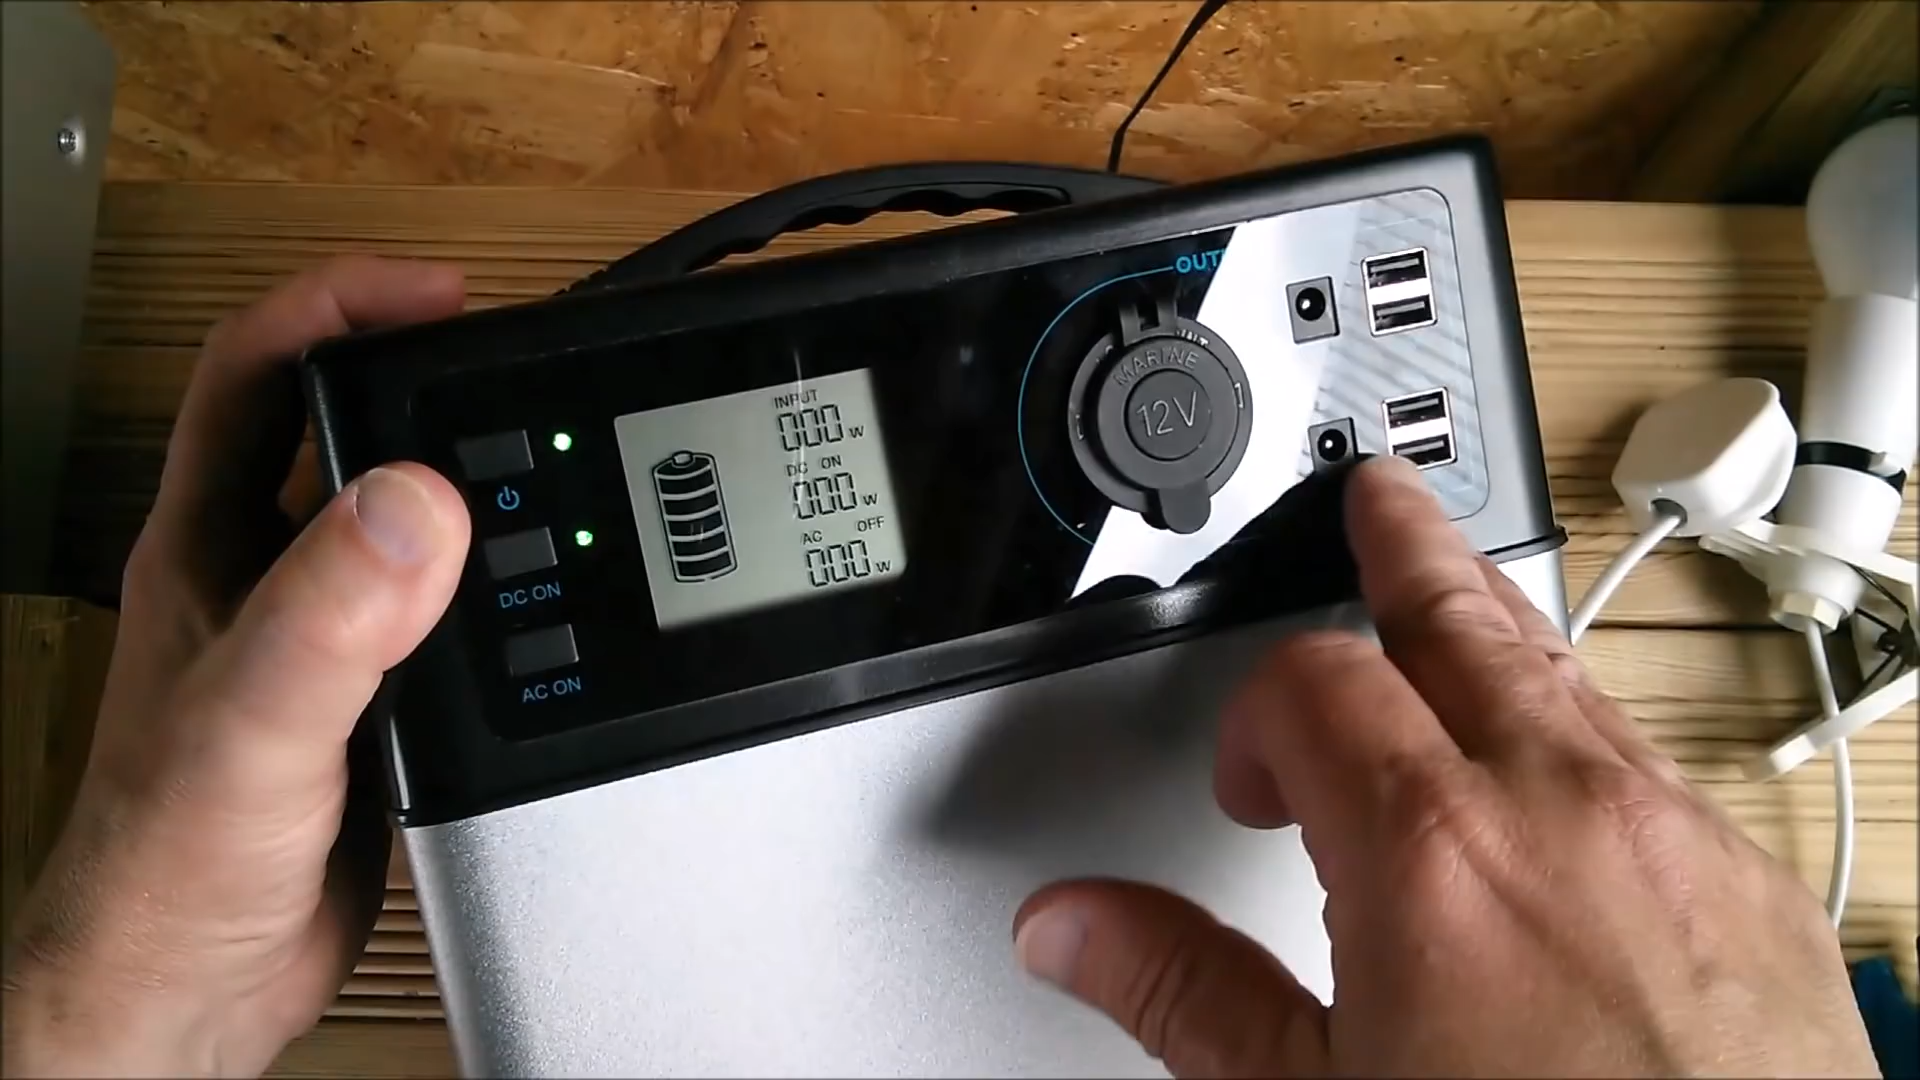 OUT
INPUT
000 w
DC ON
000 w
AC OFF
000 w
DC ON
AC ON
MARINE
12V